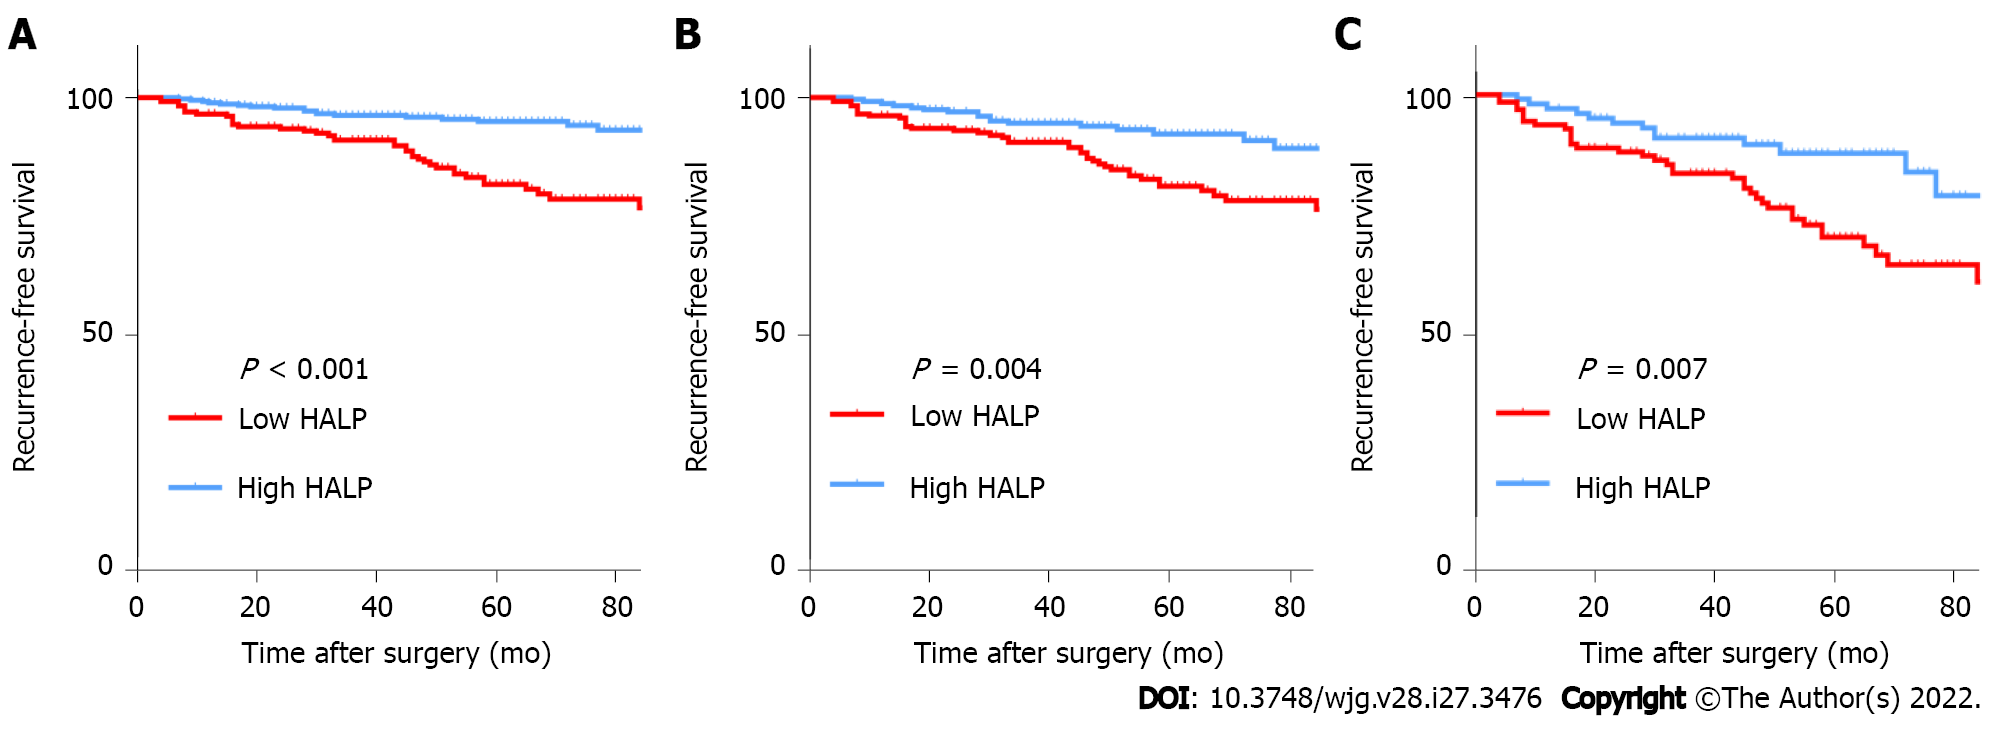 A
Recurrence-free survival
100
50
0
P < 0.001
Low HALP
High HALP
0 20 40 60 80
Time after surgery (mo)
B
Recurrence-free survival
100
50
0
P = 0.004
Low HALP
High HALP
0 20 40 60 80
Time after surgery (mo)
C
Recurrence-free survival
100
50
0
P = 0.007
Low HALP
High HALP
0 20 40 60 80
Time after surgery (mo)
DOI: 10.3748/wjg.v28.i27.3476 Copyright ©The Author(s) 2022.